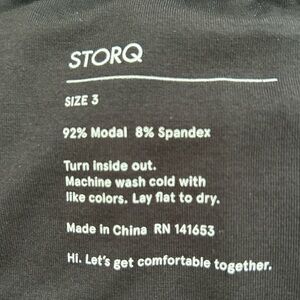 STORQ
SIZE 3
92% Modal 8% Spandex
Turn inside out.
Machine wash cold with
like colors. Lay flat to dry.
Made in China RN 141653
Hi. Let's get comfortable together.